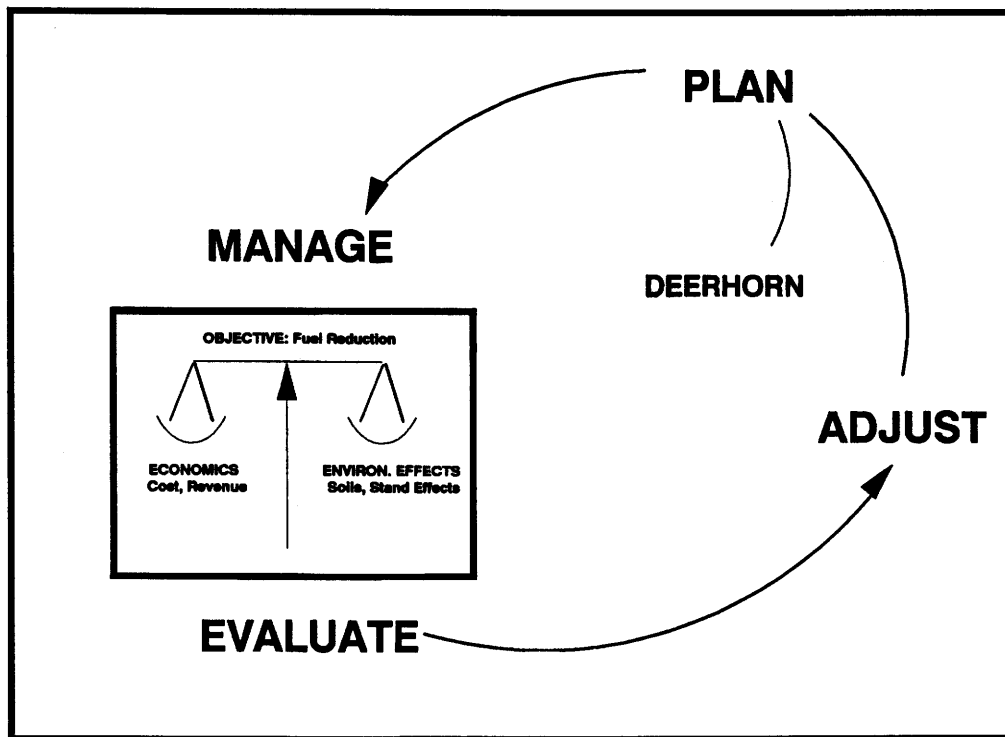 PLAN
MANAGE
DEERHORN
OBJECTIVE: Fuel Reduction
ECONOMICS
Cost, Revenue
ENVIRON. EFFECTS
Soils, Stand Effects
ADJUST
EVALUATE